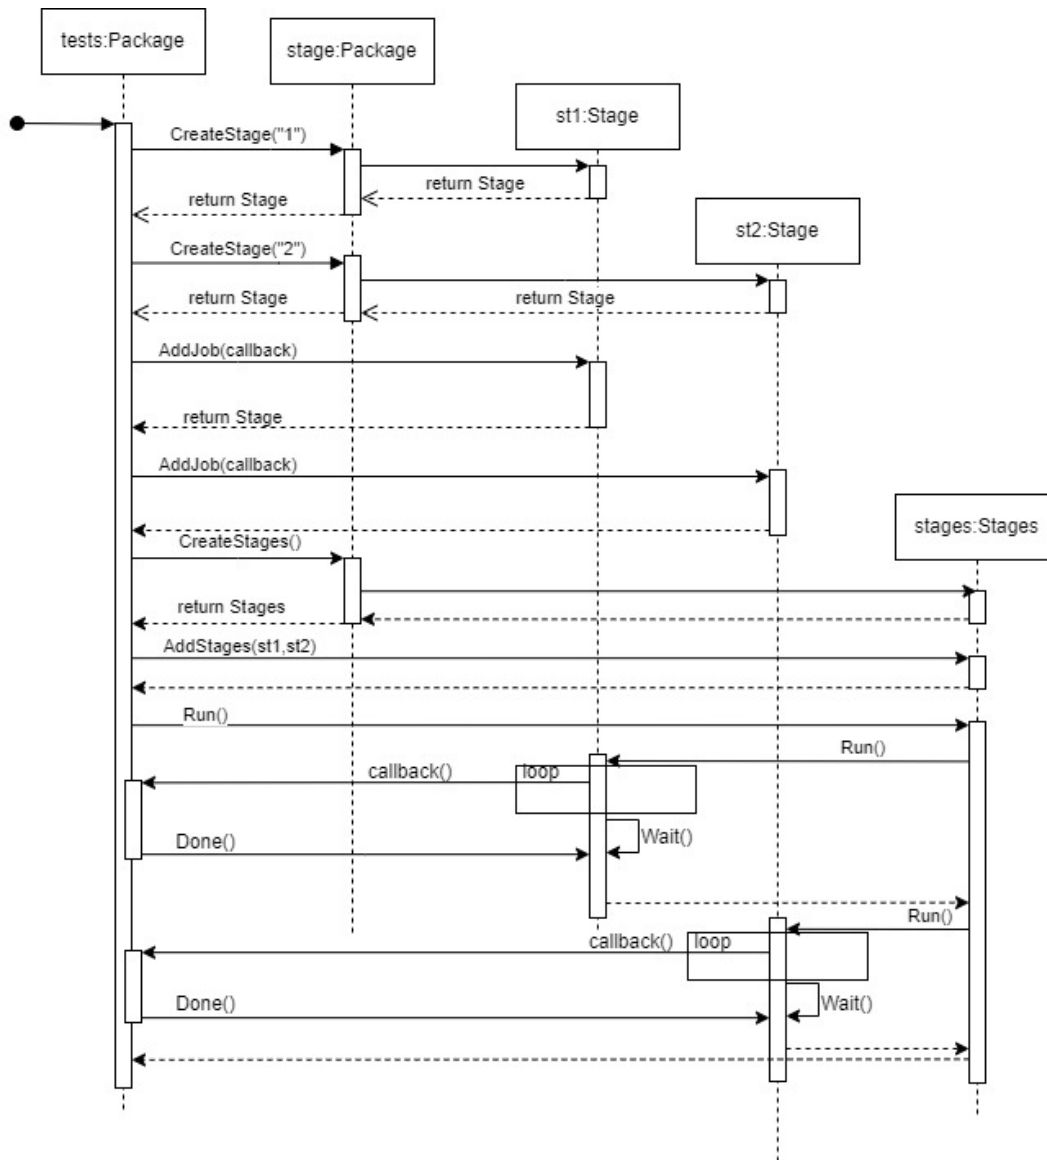 tests:Package
stage:Package
st1:Stage
CreateStage("1")
return Stage
return Stage
st2:Stage
CreateStage("2")
return Stage
return Stage
AddJob(callback)
return Stage
AddJob(callback)
stages:Stages
CreateStages()
return Stages
AddStages(st1,st2)
Run()
Run()
callback()
loop
Wait()
Done()
Run()
callback()
loop
Done()
Wait()